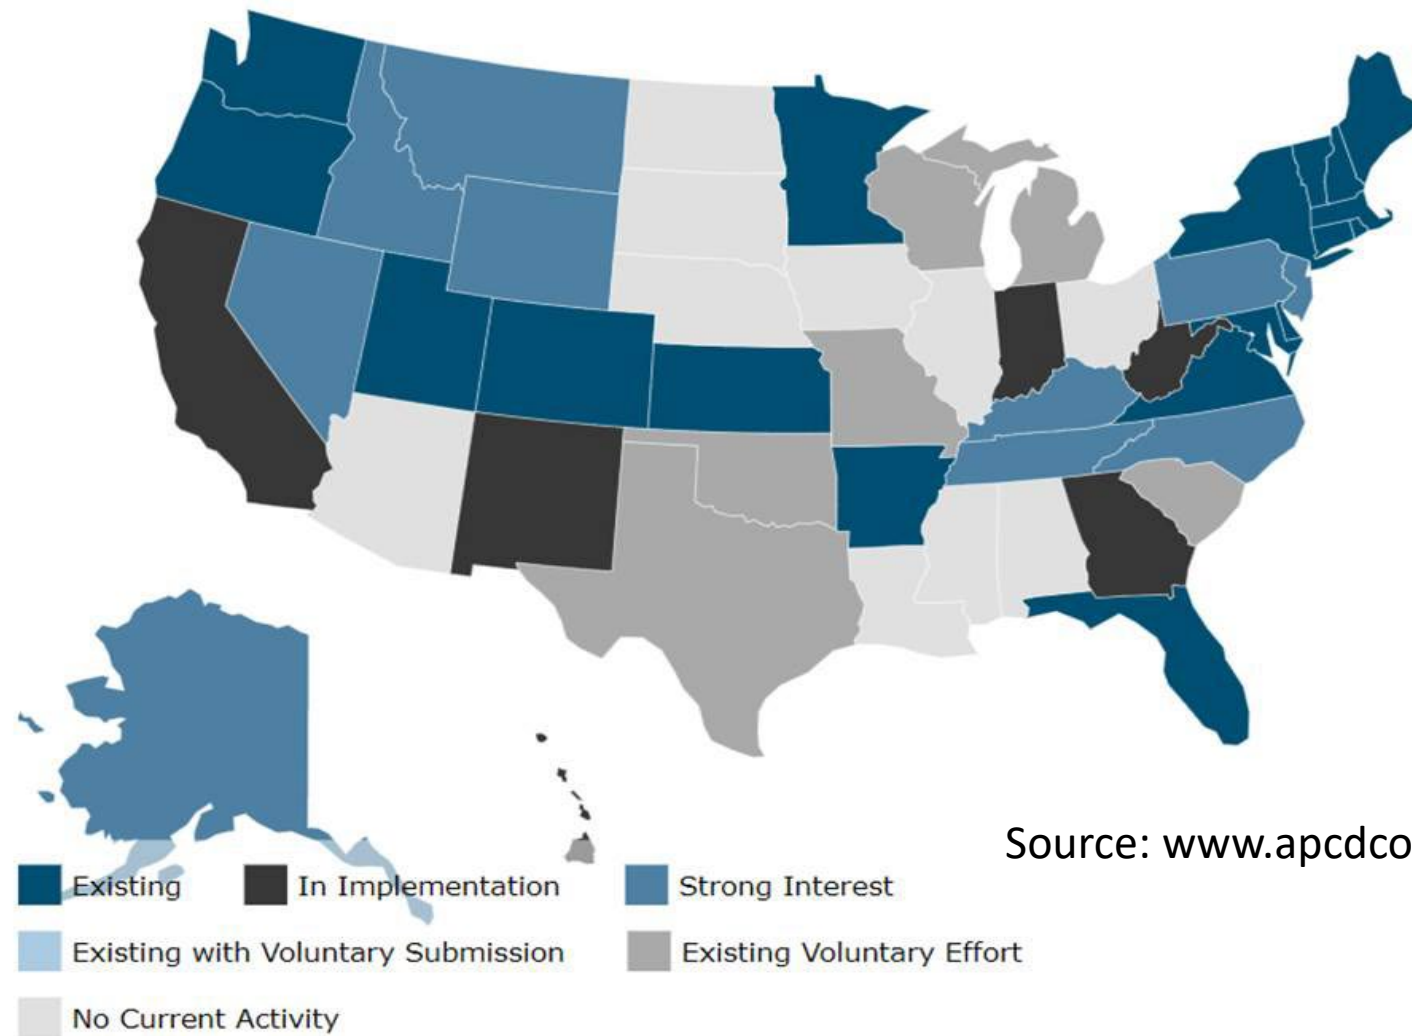 Source: www.apcdco
Existing In Implementation Strong Interest
Existing with Voluntary Submission Existing Voluntary Effort
No Current Activity